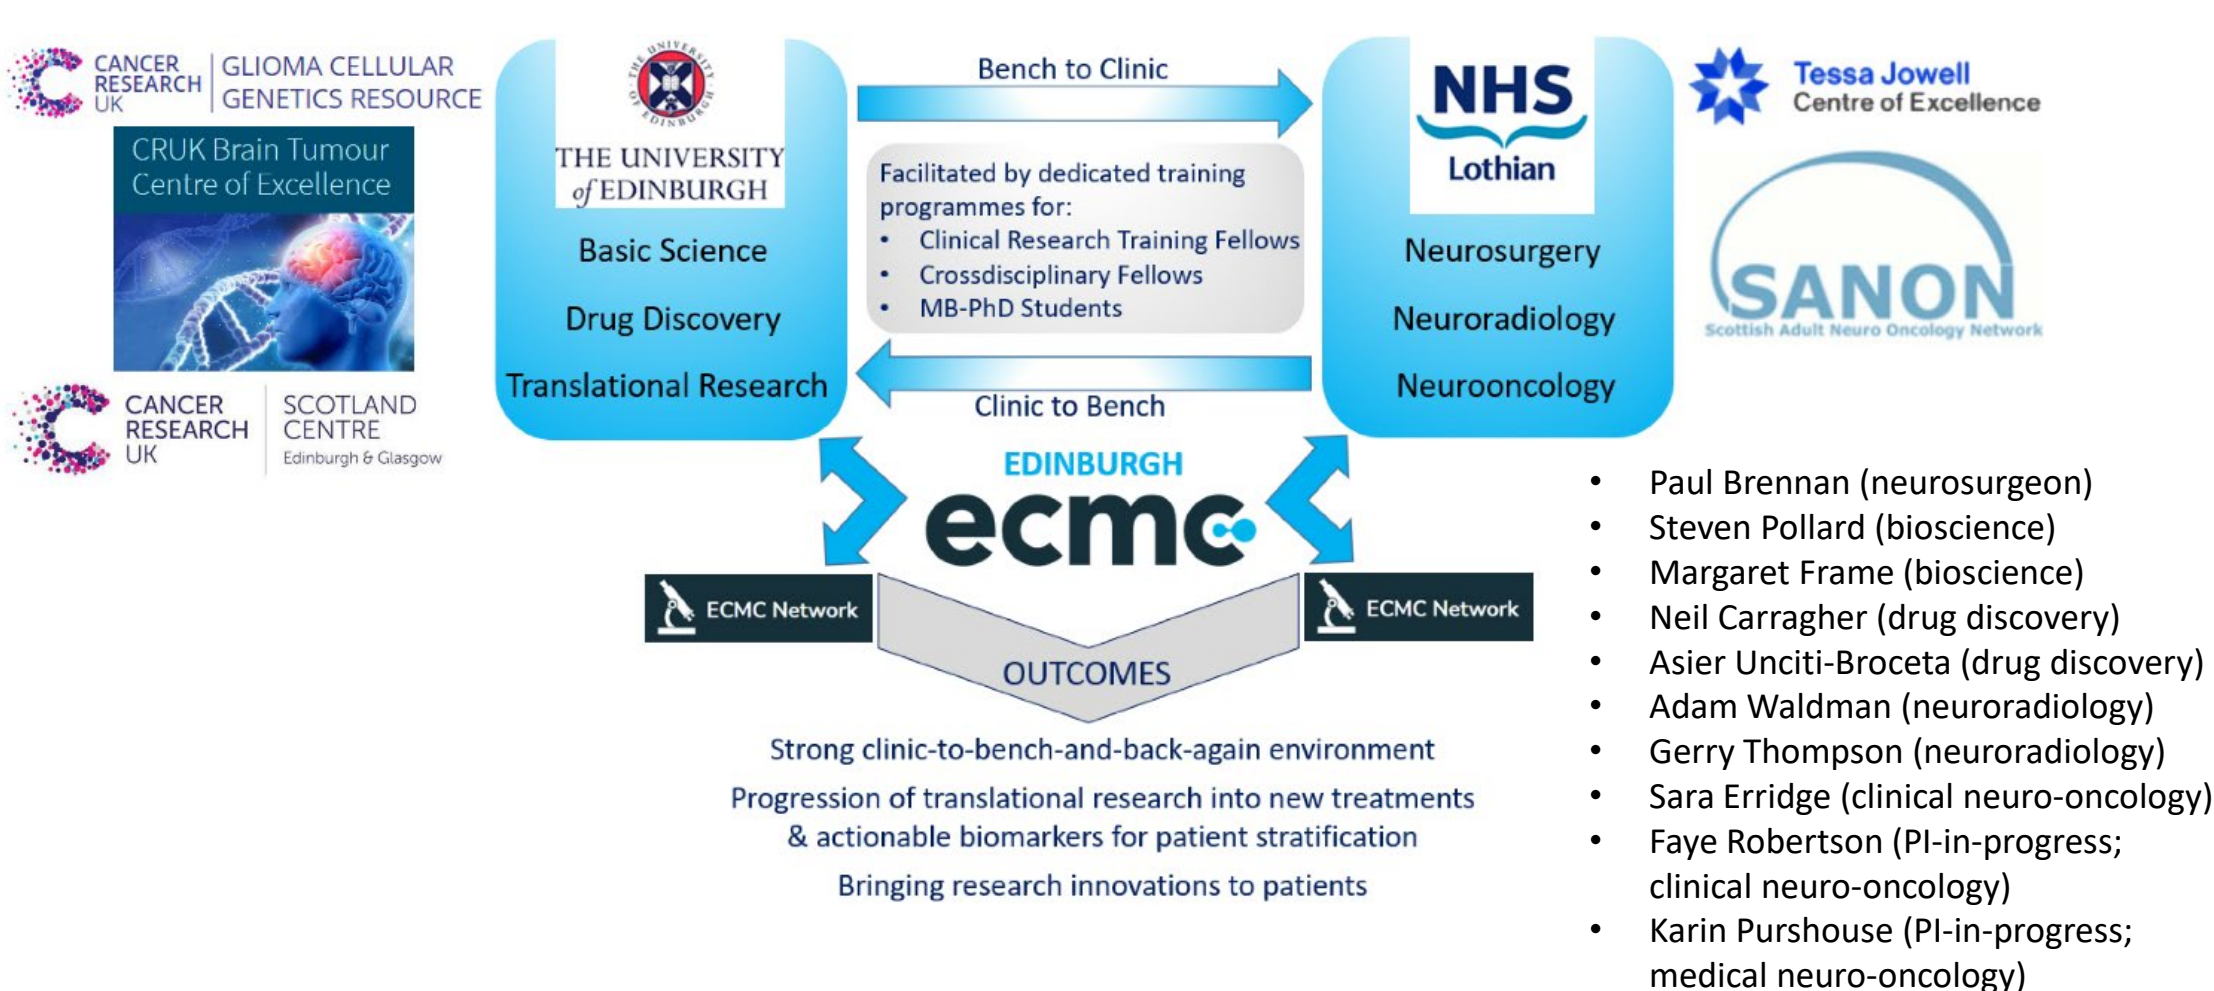 CANCER
RESEARCH
UK
GLIOMA CELLULAR
GENETICS RESOURCE
CRUK Brain Tumour
Centre of Excellence
CANCER
RESEARCH
UK
SCOTLAND
CENTRE
Edinburgh & Glasgow
THE UNIVERSITY OF EDINBURGH
THE UNIVERSITY
of EDINBURGH
Basic Science
Drug Discovery
Translational Research
Bench to Clinic
Facilitated by dedicated training
programmes for:
• Clinical Research Training Fellows
• Crossdisciplinary Fellows
• MB-PhD Students
Clinic to Bench
NHS
Lothian
Neurosurgery
Neuroradiology
Neurooncology
Tessa Jowell
Centre of Excellence
SANON
Scottish Adult Neuro Oncology Network
EDINBURGH
ecmc
ECMC Network
ECMC Network
OUTCOMES
Strong clinic-to-bench-and-back-again environment
Progression of translational research into new treatments
& actionable biomarkers for patient stratification
Bringing research innovations to patients
• Paul Brennan (neurosurgeon)
• Steven Pollard (bioscience)
• Margaret Frame (bioscience)
• Neil Carragher (drug discovery)
• Asier Unciti-Broceta (drug discovery)
• Adam Waldman (neuroradiology)
• Gerry Thompson (neuroradiology)
• Sara Erridge (clinical neuro-oncology)
• Faye Robertson (PI-in-progress;
clinical neuro-oncology)
• Karin Purshouse (PI-in-progress;
medical neuro-oncology)